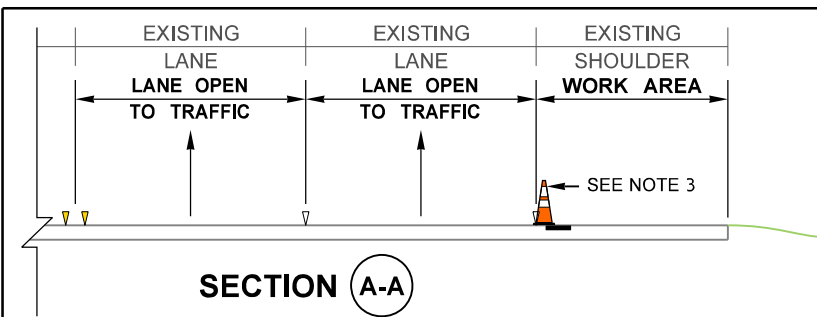 EXISTING EXISTING EXISTING
LANE LANE SHOULDER
LANE OPEN LANE OPEN WORK AREA
TO TRAFFIC TO TRAFFIC
SEE NOTE 3
SECTION A-A